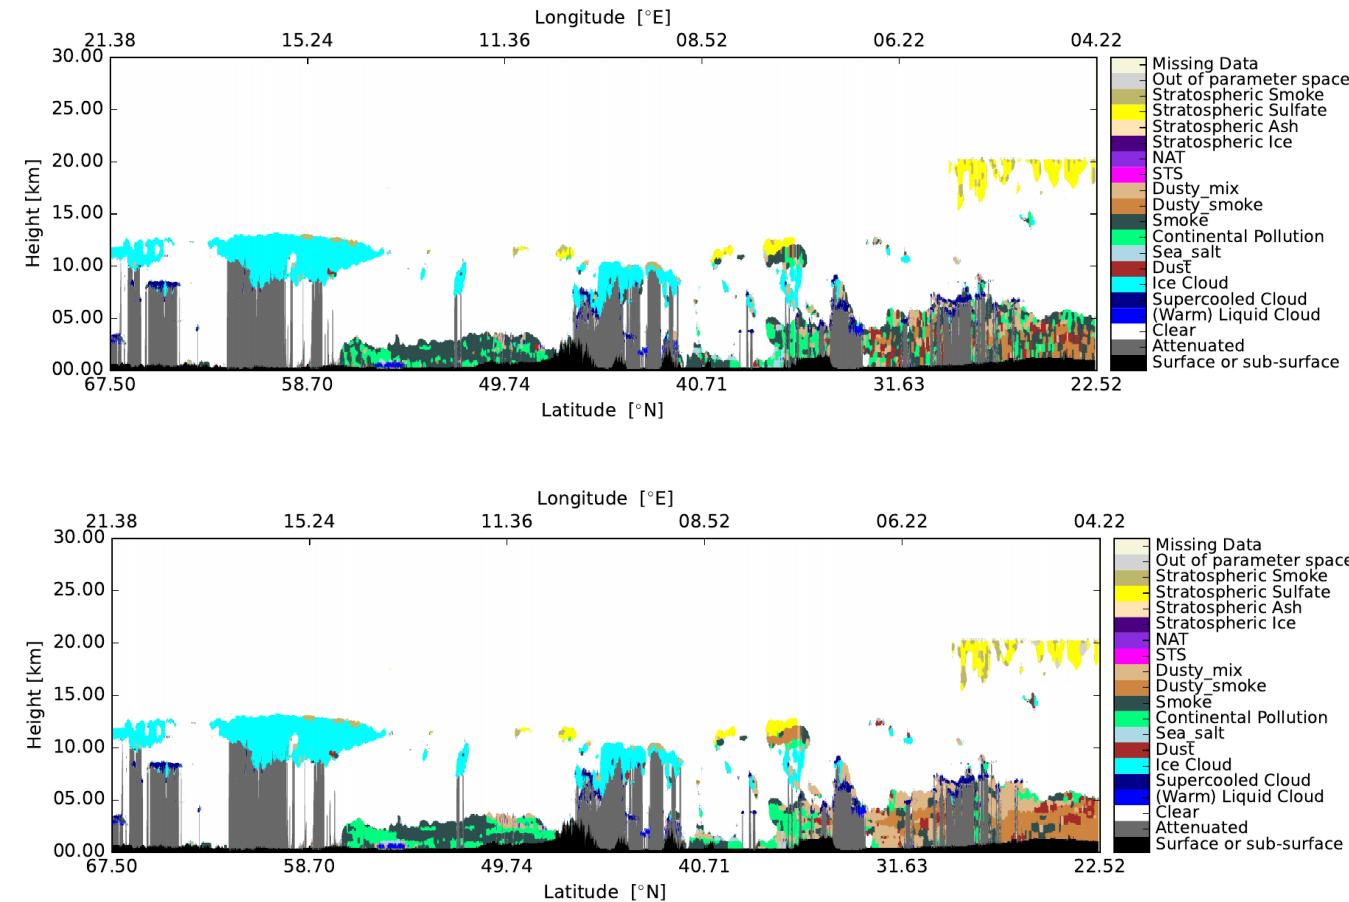 Longitude [°E]
21.38 15.24 11.36 08.52 06.22 04.22
30.00
25.00
20.00
15.00
10.00
05.00
00.00
Height [km]
67.50 58.70 49.74 40.71 31.63 22.52
Latitude [°N]
Missing Data
Out of parameter space
Stratospheric Smoke
Stratospheric Sulfate
Stratospheric Ash
Stratospheric Ice
NAT
STS
Dusty_mix
Dusty_smoke
Smoke
Continental Pollution
Sea_salt
Dust
Ice Cloud
Supercooled Cloud
(Warm) Liquid Cloud
Clear
Attenuated
Surface or sub-surface
Longitude [°E]
21.38 15.24 11.36 08.52 06.22 04.22
30.00
25.00
20.00
15.00
10.00
05.00
00.00
Height [km]
67.50 58.70 49.74 40.71 31.63 22.52
Latitude [°N]
Missing Data
Out of parameter space
Stratospheric Smoke
Stratospheric Sulfate
Stratospheric Ash
Stratospheric Ice
NAT
STS
Dusty_mix
Dusty_smoke
Smoke
Continental Pollution
Sea_salt
Dust
Ice Cloud
Supercooled Cloud
(Warm) Liquid Cloud
Clear
Attenuated
Surface or sub-surface